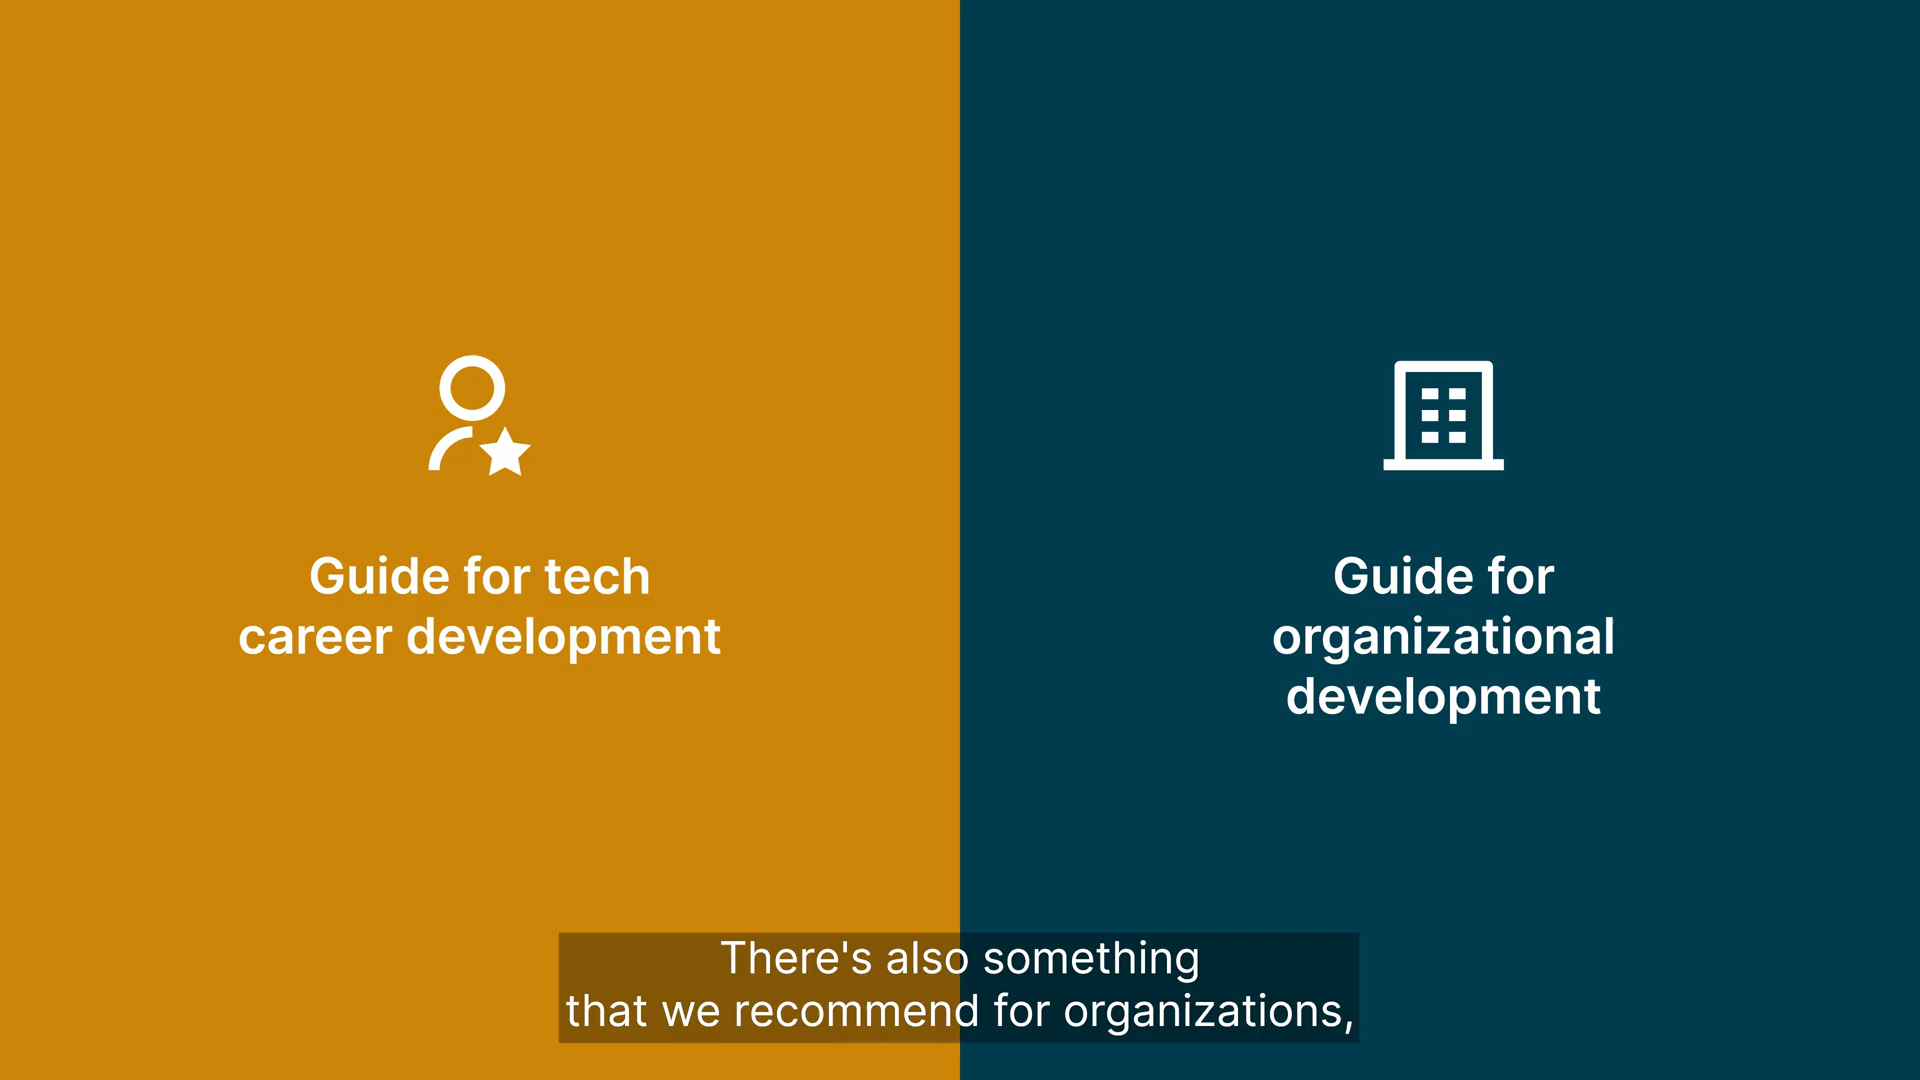 Guide for tech
career development
Guide for
organizational
development
There's also something
that we recommend for organizations,